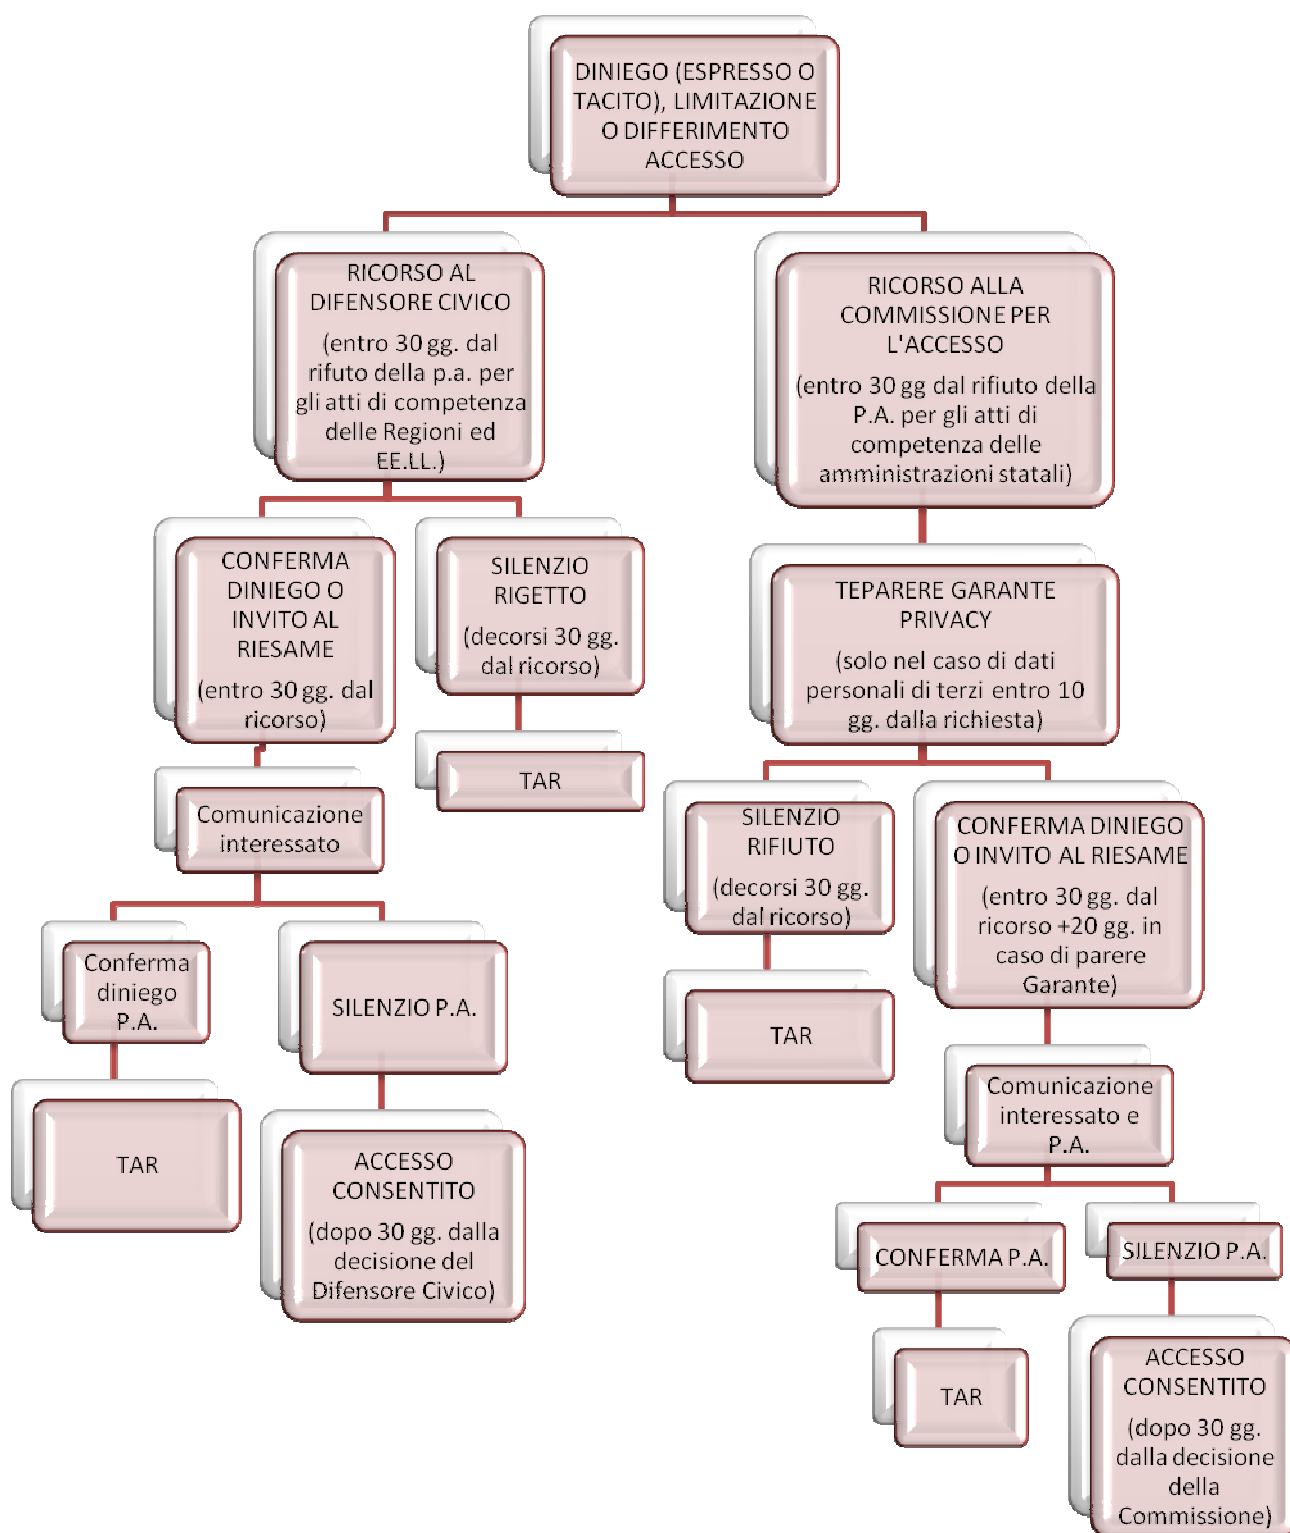 DINIEGO (ESPRESSO O
TACITO), LIMITAZIONE
O DIFFERIMENTO
ACCESSO
RICORSO AL
DIFENSORE CIVICO
(entro 30 gg. dal
rifuto della p.a. per
gli atti di competenza
delle Regioni ed
EE.LL.)
RICORSO ALLA
COMMISSIONE PER
L'ACCESSO
(entro 30 gg dal rifiuto della
P.A. per gli atti di
competenza delle
amministrazioni statali)
CONFERMA
DINIEGO O
INVITO AL
RIESAME
(entro 30 gg. dal
ricorso)
SILENZIO
RIGETTO
(decorsi 30 gg.
dal ricorso)
TEPARERE GARANTE
PRIVACY
(solo nel caso di dati
personali di terzi entro 10
gg. dalla richiesta)
TAR
Comunicazione
interessato
SILENZIO
RIFIUTO
(decorsi 30 gg.
dal ricorso)
CONFERMA DINIEGO
O INVITO AL RIESAME
(entro 30 gg. dal
ricorso +20 gg. in
caso di parere
Garante)
Conferma
diniego
P.A.
SILENZIO P.A.
TAR
TAR
ACCESSO
CONSENTITO
(dopo 30 gg. dalla
decisione del
Difensore Civico)
Comunicazione
interessato e
P.A.
CONFERMA P.A.
SILENZIO P.A.
TAR
ACCESSO
CONSENTITO
(dopo 30 gg.
dalla decisione
della
Commissione)